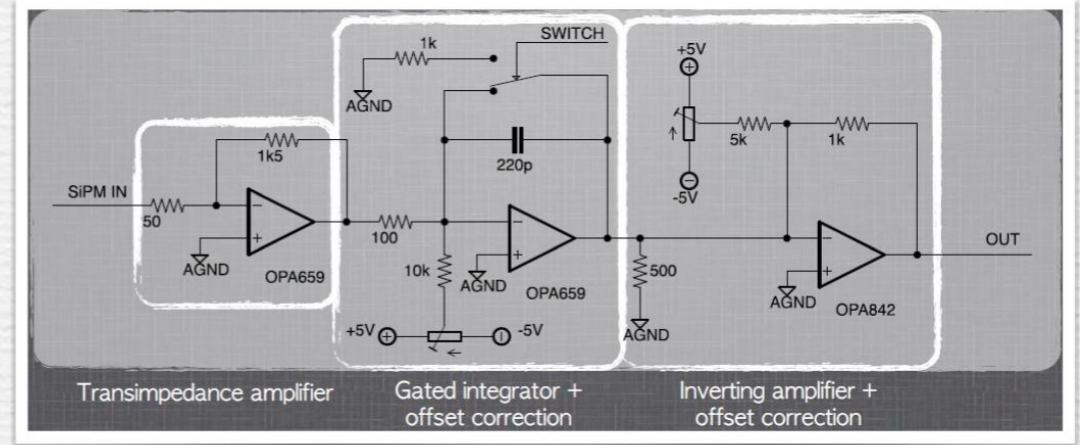 SWITCH
1k
AGND
+5V
1k5
220p
5k
1k
-5V
SiPM IN
50
100
OUT
AGND
OPA659
10k
AGND
OPA659
500
AGND
OPA842
+5V
-5V
AGND
Transimpedance amplifier
Gated integrator +
offset correction
Inverting amplifier +
offset correction